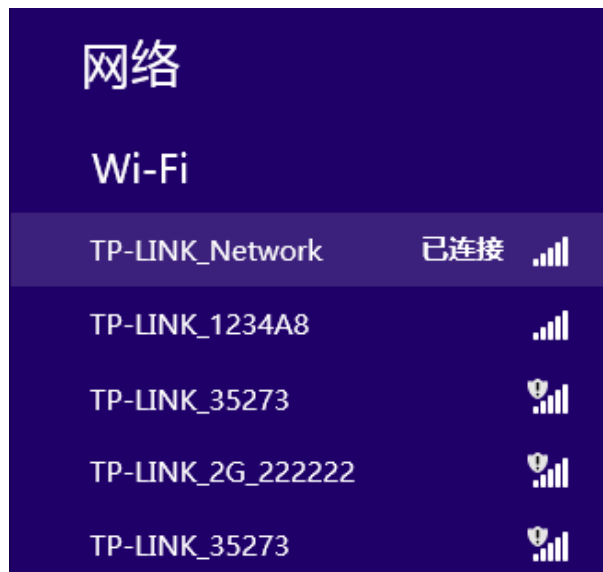 网络
Wi-Fi
TP-LINK_Network 已连接
TP-LINK_1234A8
TP-LINK_35273
TP-LINK_2G_222222
TP-LINK_35273